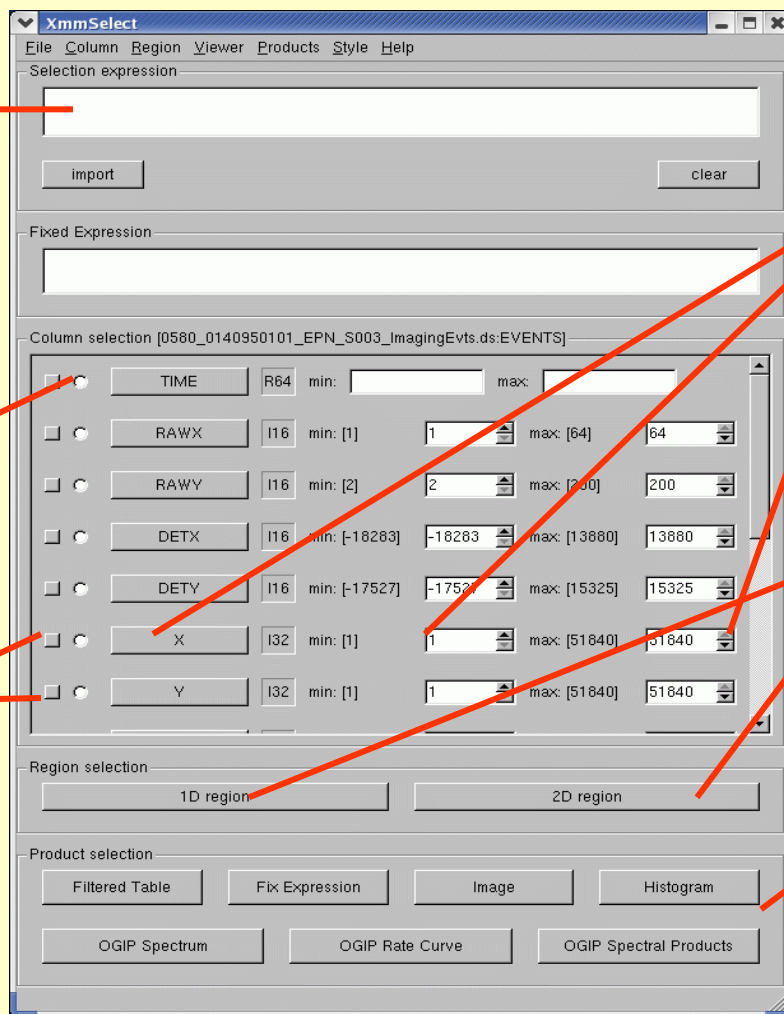 XmmSelect
File Column Region Viewer Products Style Help
Selection expression
import clear
Fixed Expression
Column selection [0580_0140950101_EPN_S003_ImagingEvts.ds:EVENTS]
TIME R64 min: max:
RAWX I16 min: [1] 1 max: [64] 64
RAWY I16 min: [2] 2 max: [200] 200
DETX I16 min: [-18283] -18283 max: [13880] 13880
DETY I16 min: [-17527] -17527 max: [15325] 15325
X I32 min: [1] 1 max: [51840] 51840
Y I32 min: [1] 1 max: [51840] 51840
Region selection
1D region 2D region
Product selection
Filtered Table Fix Expression Image Histogram
OGIP Spectrum OGIP Rate Curve OGIP Spectral Products